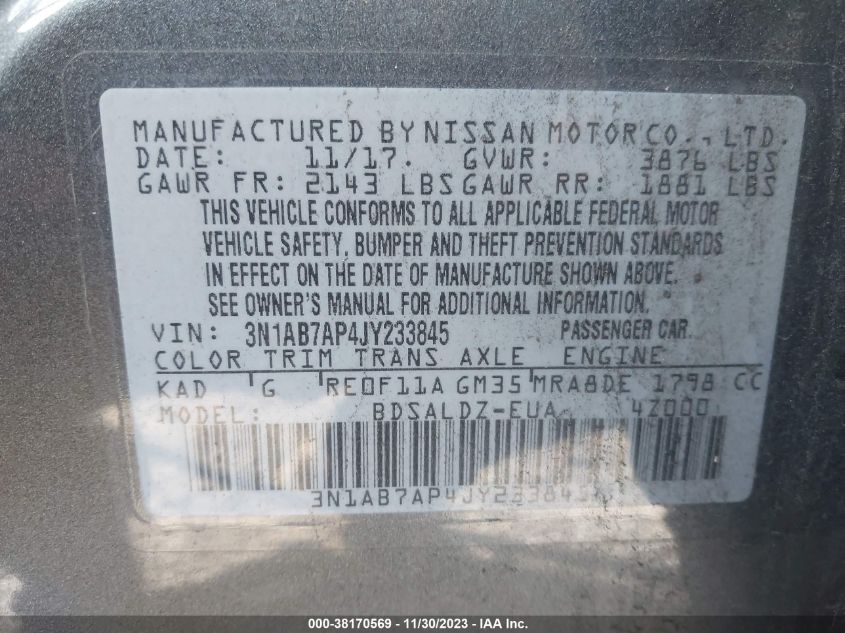 MANUFACTURED BY NISSAN MOTOR CO., LTD.
DATE: 11/17. GVWR: 3876 LBS
GAWR FR: 2143 LBS GAWR RR: 1881 LBS
THIS VEHICLE CONFORMS TO ALL APPLICABLE FEDERAL MOTOR
VEHICLE SAFETY, BUMPER AND THEFT PREVENTION STANDARDS
IN EFFECT ON THE DATE OF MANUFACTURE SHOWN ABOVE.
SEE OWNER'S MANUAL FOR ADDITIONAL INFORMATION.
VIN: 3N1AB7AP4JY233845 PASSENGER CAR.
COLOR TRIM TRANS AXLE ENGINE
KAD G RE0F11A GM35 MRA8DE 1798 CC
MODEL: BDSALDZ-EUA 4Z000
3N1AB7AP4JY233845
000-38170569 - 11/30/2023 - IAA Inc.